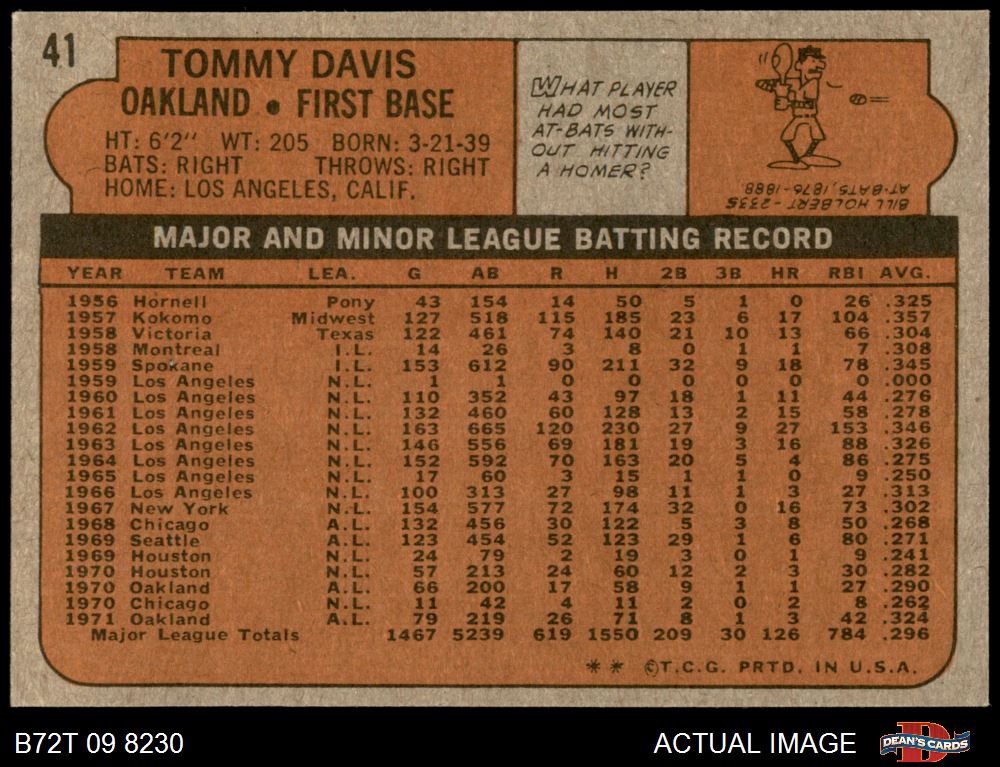 41
TOMMY DAVIS
OAKLAND • FIRST BASE
HT: 6'2" WT: 205 BORN: 3-21-39
BATS: RIGHT THROWS: RIGHT
HOME: LOS ANGELES, CALIF.
WHAT PLAYER
HAD MOST
AT-BATS WITH-
OUT HITTING
A HOMER?
BILL HOLBERT - 2335
AT-BATS, 1876-1888.
MAJOR AND MINOR LEAGUE BATTING RECORD
YEAR TEAM LEA. G AB R H 2B 3B HR RBI AVG.
1956 Hornell Pony 43 154 14 50 5 1 0 26 .325
1957 Kokomo Midwest 127 518 115 185 23 6 17 104 .357
1958 Victoria Texas 122 461 74 140 21 10 13 66 .304
1958 Montreal I.L. 14 26 3 8 0 1 1 7 .308
1959 Spokane I.L. 153 612 90 211 32 9 18 78 .345
1959 Los Angeles N.L. 1 1 0 0 0 0 0 0 .000
1960 Los Angeles N.L. 110 352 43 97 18 1 11 44 .276
1961 Los Angeles N.L. 132 460 60 128 13 2 15 58 .278
1962 Los Angeles N.L. 163 665 120 230 27 9 27 153 .346
1963 Los Angeles N.L. 146 556 69 181 19 3 16 88 .326
1964 Los Angeles N.L. 152 592 70 163 20 5 4 86 .275
1965 Los Angeles N.L. 17 60 3 15 1 1 0 9 .250
1966 Los Angeles N.L. 100 313 27 98 11 1 3 27 .313
1967 New York N.L. 154 577 72 174 32 0 16 73 .302
1968 Chicago A.L. 132 456 30 122 5 3 8 50 .268
1969 Seattle A.L. 123 454 52 123 29 1 6 80 .271
1969 Houston N.L. 24 79 2 19 3 0 1 9 .241
1970 Houston N.L. 57 213 24 60 12 2 3 30 .282
1970 Oakland A.L. 66 200 17 58 9 1 1 27 .290
1970 Chicago N.L. 11 42 4 11 2 0 2 8 .262
1971 Oakland A.L. 79 219 26 71 8 1 3 42 .324
Major League Totals 1467 5239 619 1550 209 30 126 784 .296
** ©T.C.G. PRTD. IN U.S.A.
B72T 09 8230
ACTUAL IMAGE
D
DEAN'S CARDS